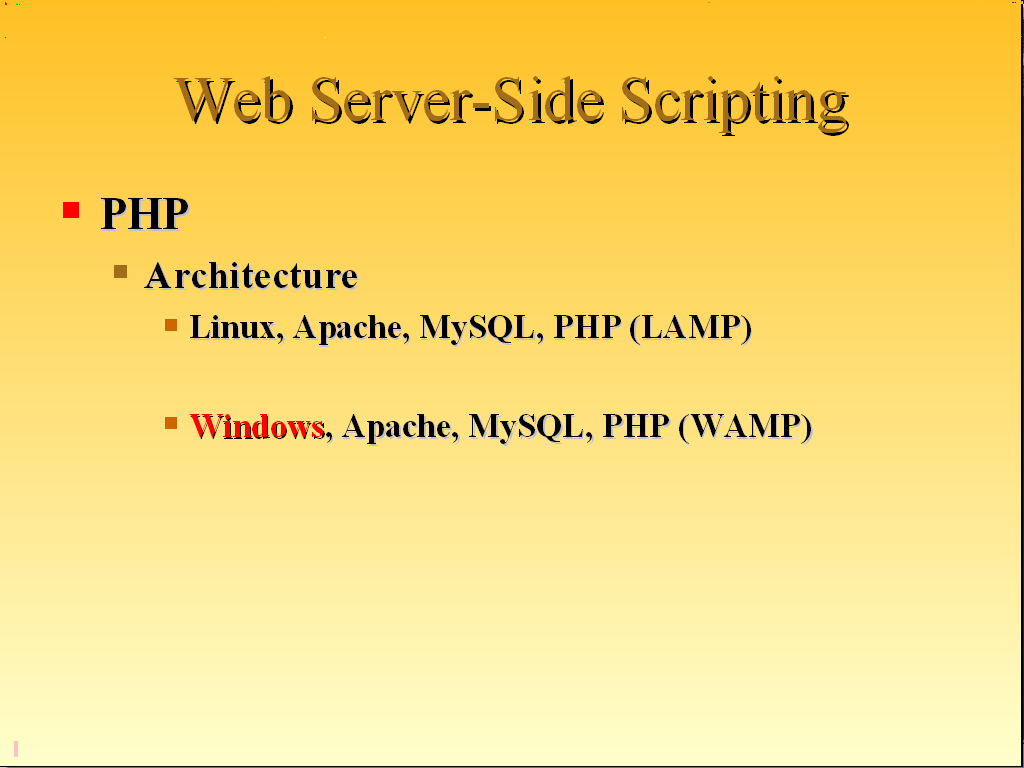 Web Server-Side Scripting
PHP
Architecture
Linux, Apache, MySQL, PHP (LAMP)
Windows, Apache, MySQL, PHP (WAMP)